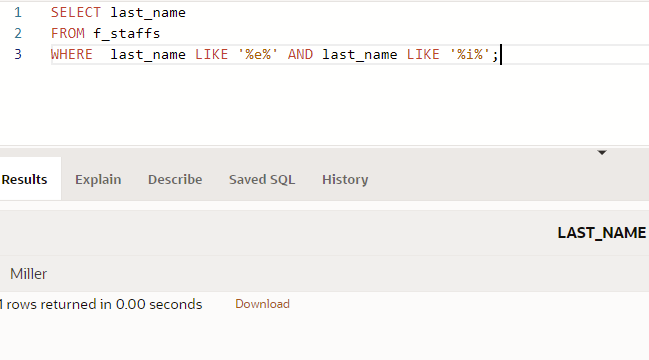 1 SELECT last_name
2 FROM f_staffs
3 WHERE  last_name LIKE '%e%' AND last_name LIKE '%i%';
Results Explain Describe Saved SQL History
LAST_NAME
Miller
1 rows returned in 0.00 seconds Download